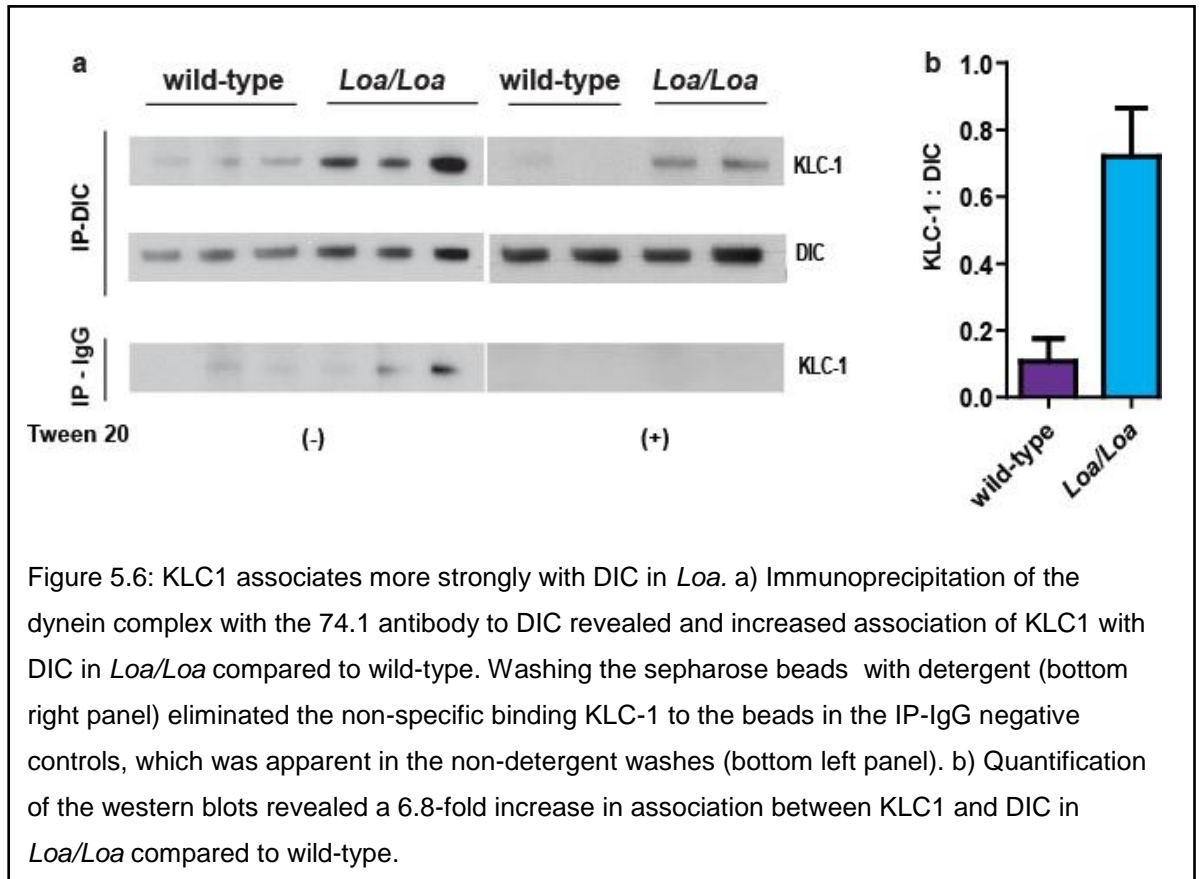 a
wild-type Loa/Loa wild-type Loa/Loa
IP-DIC
KLC-1
DIC
IP - IgG
KLC-1
Tween 20 (-) (+)
b
KLC-1 : DIC
1.0
0.8
0.6
0.4
0.2
0.0
wild-type
Loa/Loa
Figure 5.6: KLC1 associates more strongly with DIC in Loa. a) Immunoprecipitation of the
dynein complex with the 74.1 antibody to DIC revealed and increased association of KLC1 with
DIC in Loa/Loa compared to wild-type. Washing the sepharose beads with detergent (bottom
right panel) eliminated the non-specific binding KLC-1 to the beads in the IP-IgG negative
controls, which was apparent in the non-detergent washes (bottom left panel). b) Quantification
of the western blots revealed a 6.8-fold increase in association between KLC1 and DIC in
Loa/Loa compared to wild-type.